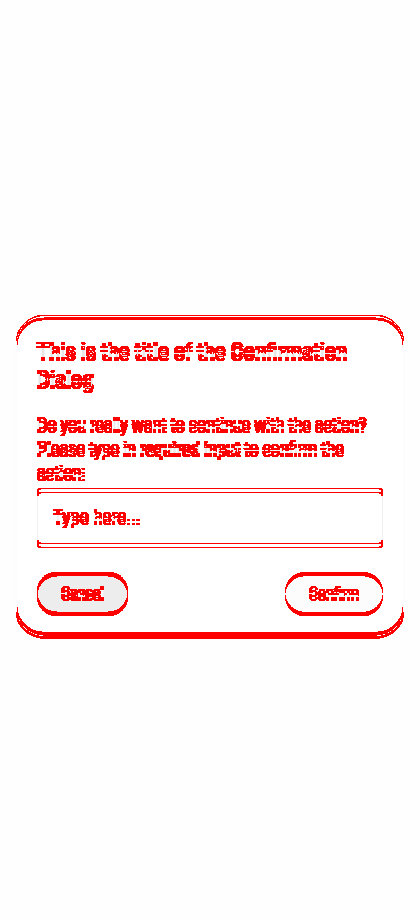 This is the title of the Confirmation
Dialog
Do you really want to continue with the action?
Please type in required input to confirm the
action:
Type here...
Cancel
Confirm